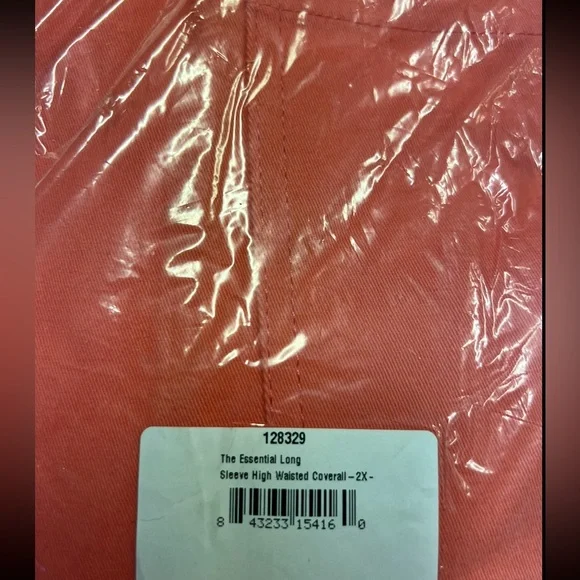 128329
The Essential Long
Sleeve High Waisted Coverall - 2X -
8 43233 15416 0